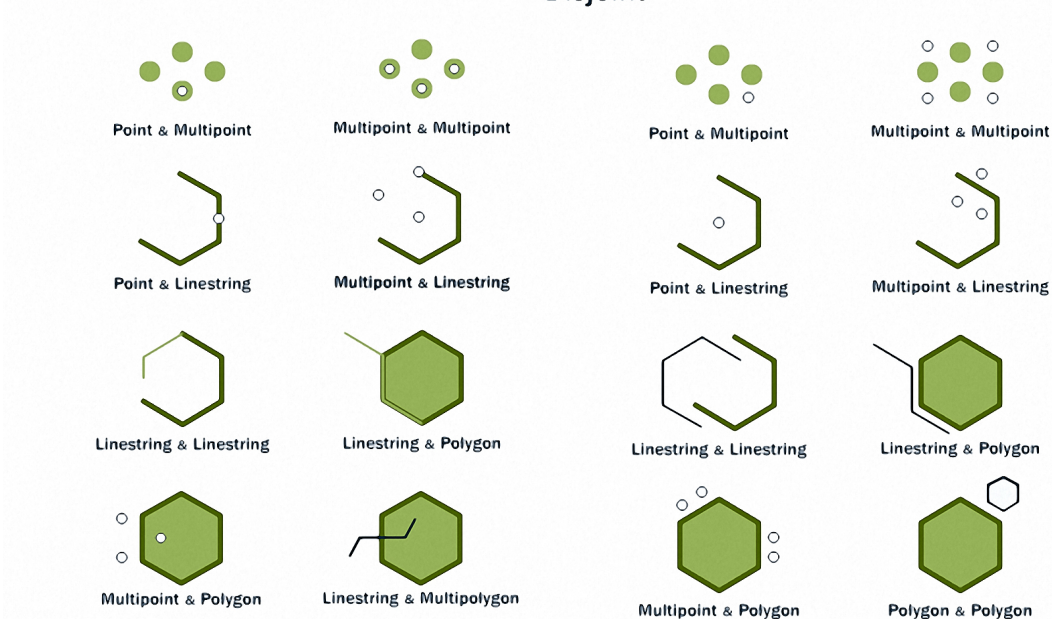 Point & Multipoint
Multipoint & Multipoint
Point & Multipoint
Multipoint & Multipoint
Point & Linestring
Multipoint & Linestring
Point & Linestring
Multipoint & Linestring
Linestring & Linestring
Linestring & Polygon
Linestring & Linestring
Linestring & Polygon
Multipoint & Polygon
Linestring & Multipolygon
Multipoint & Polygon
Polygon & Polygon